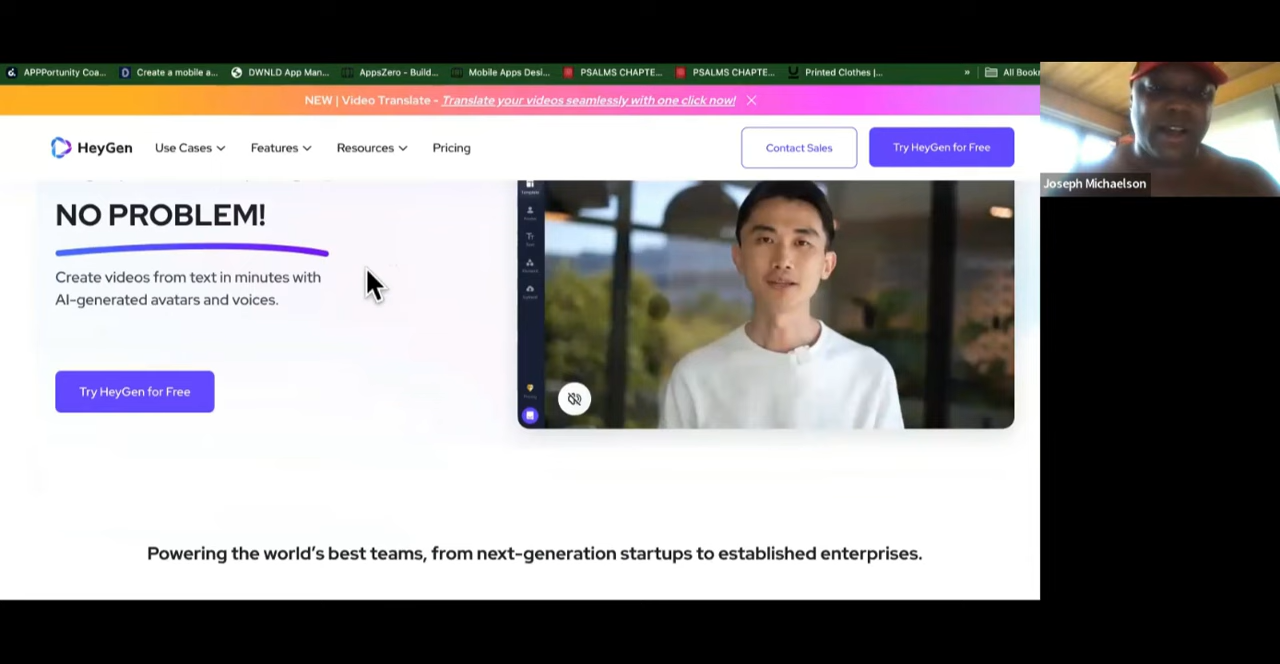 APPPortunity Coa...
Create a mobile a...
DWNLD App Man...
AppsZero - Build...
Mobile Apps Desi...
PSALMS CHAPTE...
PSALMS CHAPTE...
Printed Clothes |...
»
All Bookm
NEW | Video Translate - Translate your videos seamlessly with one click now!
HeyGen
Use Cases
Features
Resources
Pricing
Contact Sales
Try HeyGen for Free
Joseph Michaelson
NO PROBLEM!
Create videos from text in minutes with
AI-generated avatars and voices.
Try HeyGen for Free
Powering the world's best teams, from next-generation startups to established enterprises.